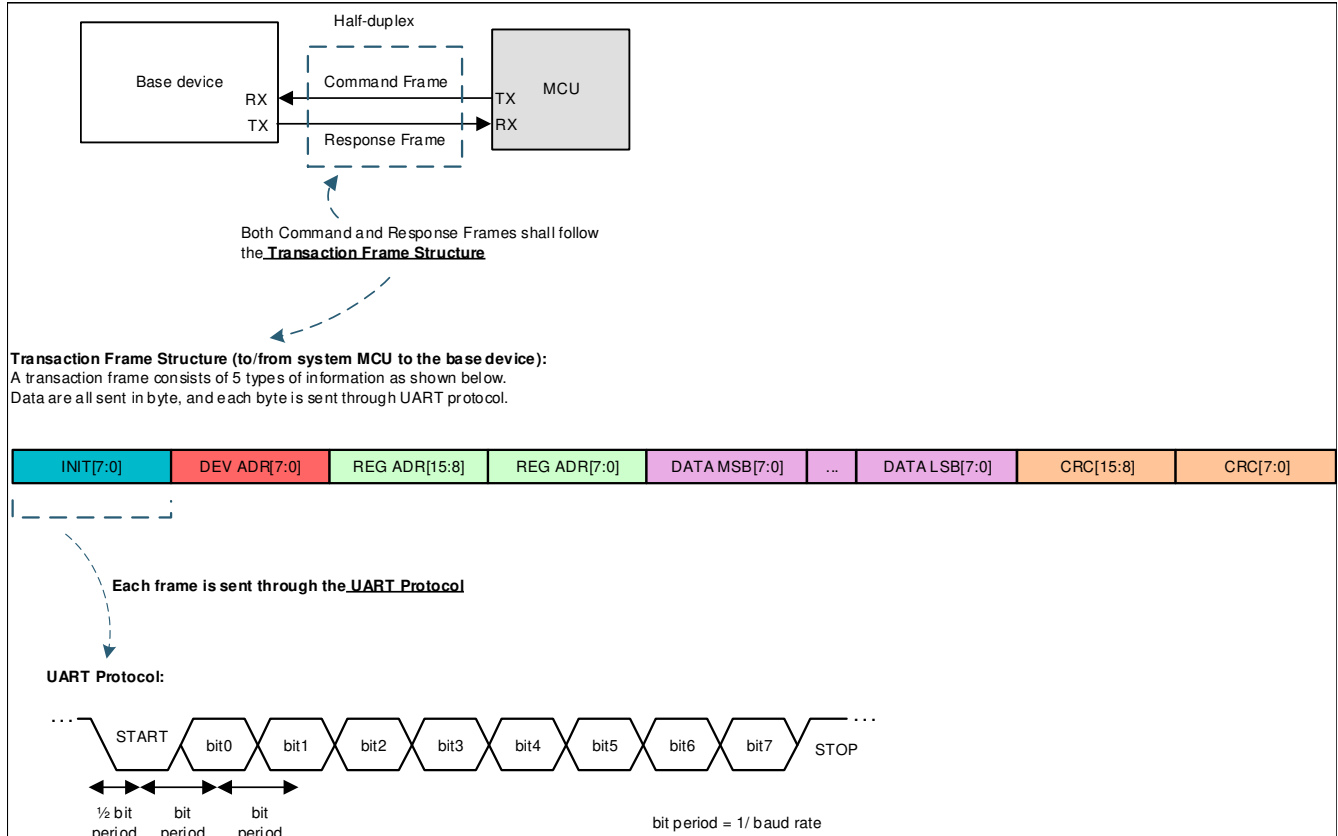 Half-duplex
Base device
Command Frame
MCU
RX
TX
TX
RX
Response Frame
Both Command and Response Frames shall follow
the Transaction Frame Structure
Transaction Frame Structure (to/from system MCU to the base device):
A transaction frame consists of 5 types of information as shown below.
Data are all sent in byte, and each byte is sent through UART protocol.
INIT[7:0] DEV ADR[7:0] REG ADR[15:8] REG ADR[7:0] DATA MSB[7:0] ... DATA LSB[7:0] CRC[15:8] CRC[7:0]
Each frame is sent through the UART Protocol
UART Protocol:
... START bit0 bit1 bit2 bit3 bit4 bit5 bit6 bit7 STOP ...
½ bit bit bit
period period period
bit period = 1/ baud rate